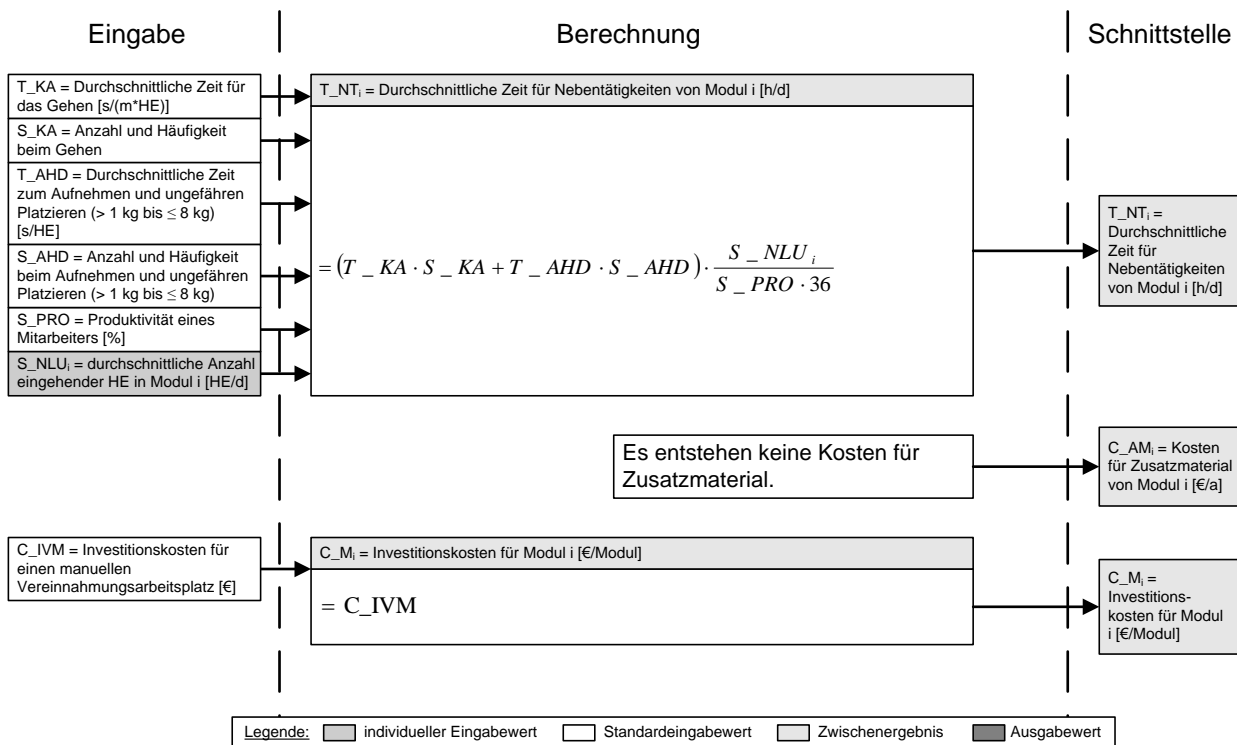 Eingabe
Berechnung
Schnittstelle
T_KA = Durchschnittliche Zeit für
das Gehen [s/(m*HE)]
S_KA = Anzahl und Häufigkeit
beim Gehen
T_AHD = Durchschnittliche Zeit
zum Aufnehmen und ungefähren
Platzieren (> 1 kg bis ≤ 8 kg)
[s/HE]
S_AHD = Anzahl und Häufigkeit
beim Aufnehmen und ungefähren
Platzieren (> 1 kg bis ≤ 8 kg)
S_PRO = Produktivität eines
Mitarbeiters [%]
S_NLUᵢ = durchschnittliche Anzahl
eingehender HE in Modul i [HE/d]
T_NTᵢ = Durchschnittliche Zeit für Nebentätigkeiten von Modul i [h/d]
= (T _ KA · S _ KA + T _ AHD · S _ AHD) · S _ NLU ᵢ / S _ PRO · 36
T_NTᵢ =
Durchschnittliche
Zeit für
Nebentätigkeiten
von Modul i [h/d]
Es entstehen keine Kosten für
Zusatzmaterial.
C_AMᵢ = Kosten
für Zusatzmaterial
von Modul i [€/a]
C_IVM = Investitionskosten für
einen manuellen
Vereinnahmungsarbeitsplatz [€]
C_Mᵢ = Investitionskosten für Modul i [€/Modul]
= C_IVM
C_Mᵢ =
Investitions-
kosten für Modul
i [€/Modul]
Legende: individueller Eingabewert Standardeingabewert Zwischenergebnis Ausgabewert